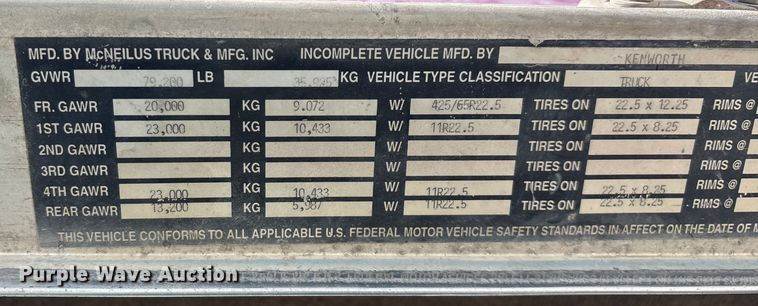 MFD. BY McNEILUS TRUCK & MFG. INC INCOMPLETE VEHICLE MFD. BY KENWORTH
GVWR 79,200 LB KG VEHICLE TYPE CLASSIFICATION TRUCK VE
FR. GAWR 20,000 KG 9.072 W/ 425/65R22.5 TIRES ON 22.5 x 12.25 RIMS @
1ST GAWR 23,000 KG 10,433 W/ 11R22.5 TIRES ON 22.5 x 8.25 RIMS @
2ND GAWR KG W/ TIRES ON RIMS @
3RD GAWR KG W/ TIRES ON RIMS @
4TH GAWR 23,000 KG 10,433 W/ 11R22.5 TIRES ON 22.5 x 8.25 RIMS @
REAR GAWR 13,200 KG 5,987 W/ 11R22.5 TIRES ON 22.5 x 8.25 RIMS @
THIS VEHICLE CONFORMS TO ALL APPLICABLE U.S. FEDERAL MOTOR VEHICLE SAFETY STANDARDS IN AFFECT ON THE DATE OF M
Purple Wave Auction